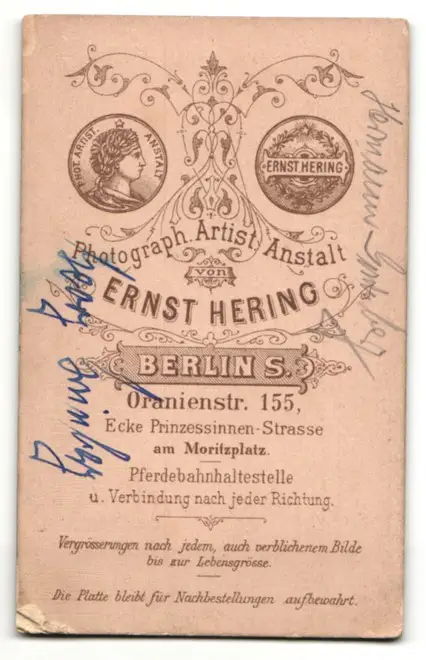 PHOT. ARTIST. ANSTALT
ERNST HERING
Photograph. Artist. Anstalt
von
ERNST HERING
BERLIN S.
Oranienstr. 155,
Ecke Prinzessinnen-Strasse
am Moritzplatz.
Pferdebahnhaltestelle
u. Verbindung nach jeder Richtung.
Vergrösserungen nach jedem, auch verblichenem Bilde
bis zur Lebensgrösse.
Die Platte bleibt für Nachbestellungen aufbewahrt.
Hermann